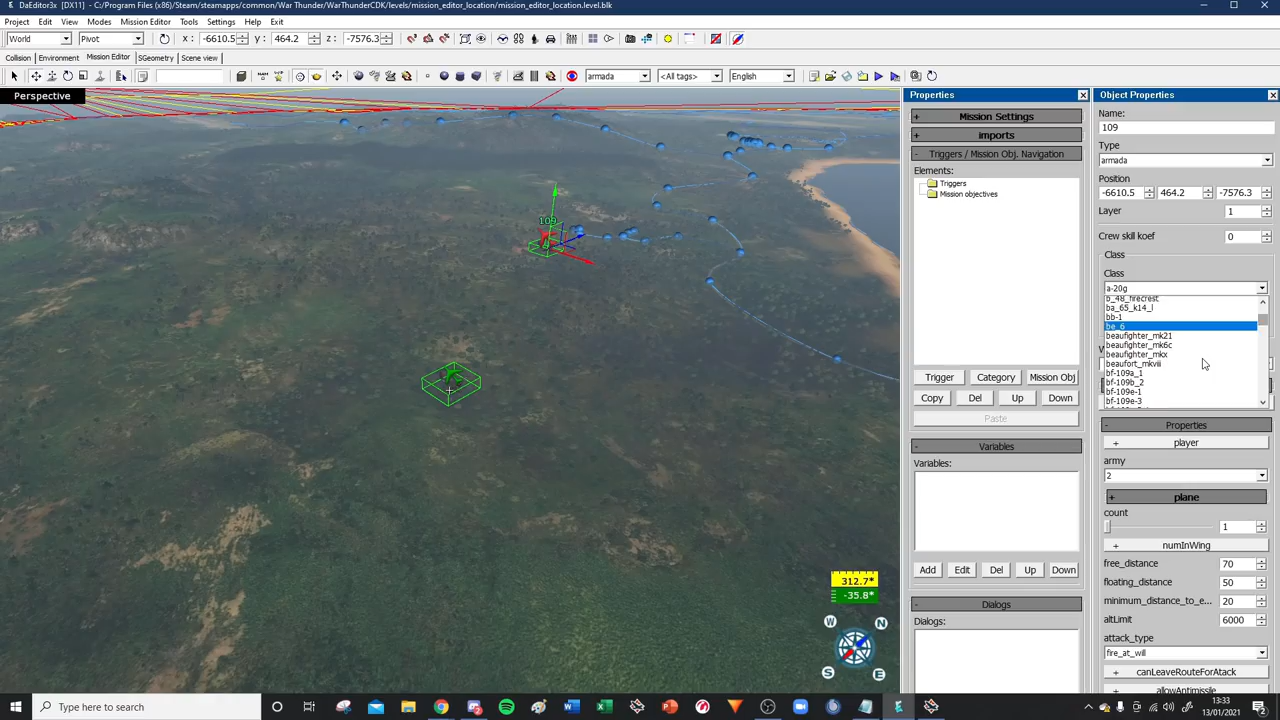 DaEditor3x [DX11] - C:/Program Files (x86)/Steam/steamapps/common/War Thunder/WarThunderCDK/levels/mission_editor_location/mission_editor_location.level.blk
Project Edit View Modes Mission Editor Tools Settings Help Exit
World Pivot x : -6610.5 y : 464.2 z : -7576.3
Collision Environment Mission Editor SGeometry Scene view
armada <All tags> English
Perspective
109
312.7*
-35.8*
W N
S E
Properties
+ Mission Settings
+ imports
- Triggers / Mission Obj. Navigation
Elements:
Triggers
Mission objectives
Trigger Category Mission Obj
Copy Del Up Down
Paste
- Variables
Variables:
Add Edit Del Up Down
- Dialogs
Dialogs:
Object Properties
Name:
109
Type
armada
Position
-6610.5 464.2 -7576.3
Layer 1
Crew skill koef 0
Class
Class
a-20g
b_48_firecrest
ba_65_k14_l
bb-1
be_6
beaufighter_mk21
beaufighter_mk6c
beaufighter_mkx
beaufort_mkviii
bf-109a_1
bf-109b_2
bf-109e-1
bf-109e-3
- Properties
+ player
army
2
+ plane
count
1
+ numInWing
free_distance 70
floating_distance 50
minimum_distance_to_e... 20
altLimit 6000
attack_type
fire_at_will
+ canLeaveRouteForAtack
+ allowAntimissile
Type here to search
13:33
13/01/2021